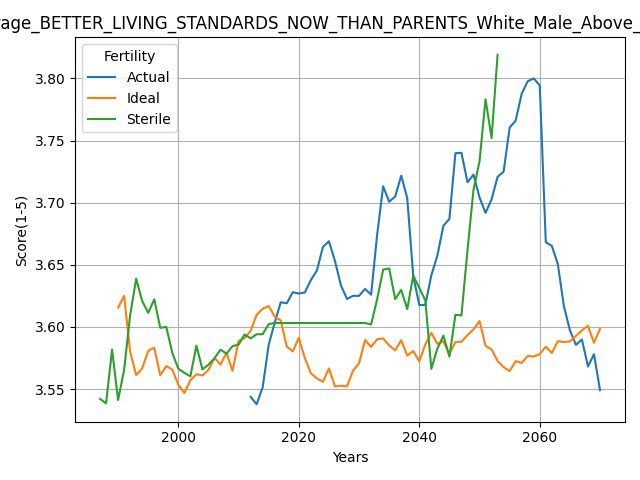 rage_BETTER_LIVING_STANDARDS_NOW_THAN_PARENTS_White_Male_Above_
Fertility
Actual
Ideal
Sterile
Score(1-5)
3.80
3.75
3.70
3.65
3.60
3.55
2000 2020 2040 2060
Years